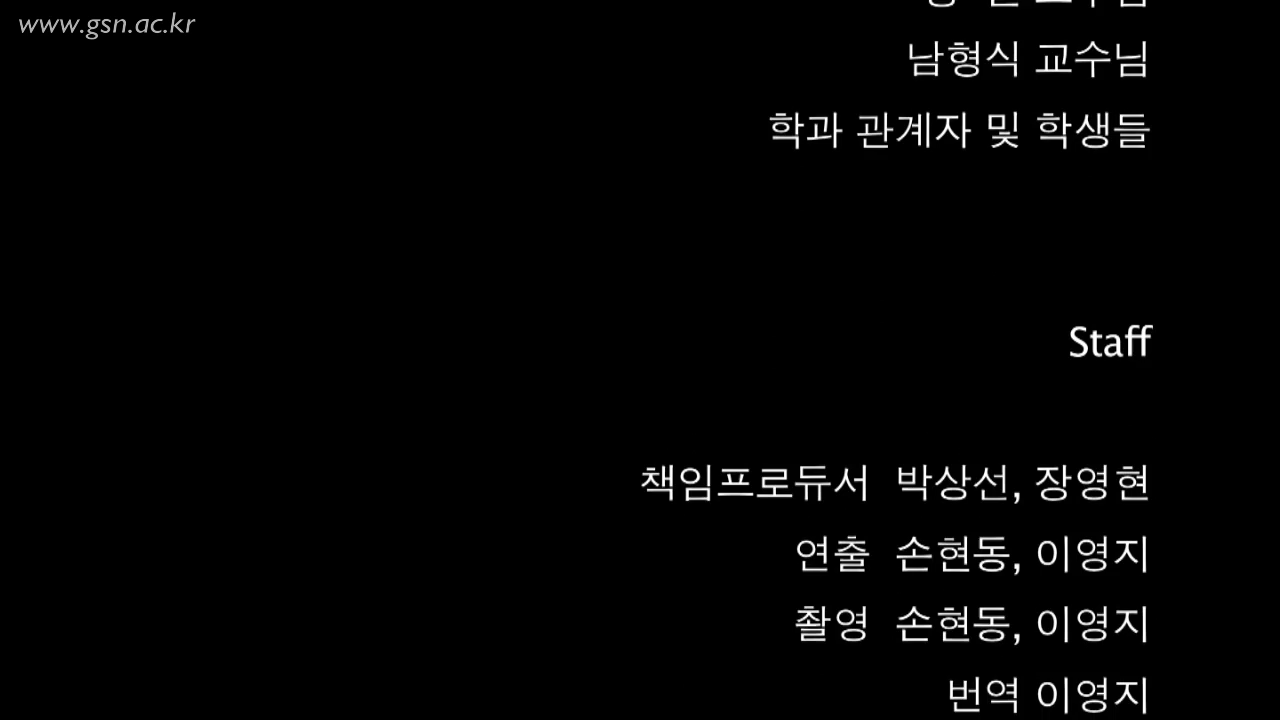 www.gsn.ac.kr
남형식 교수님
학과 관계자 및 학생들
Staff
책임프로듀서 박상선, 장영현
연출 손현동, 이영지
촬영 손현동, 이영지
번역 이영지